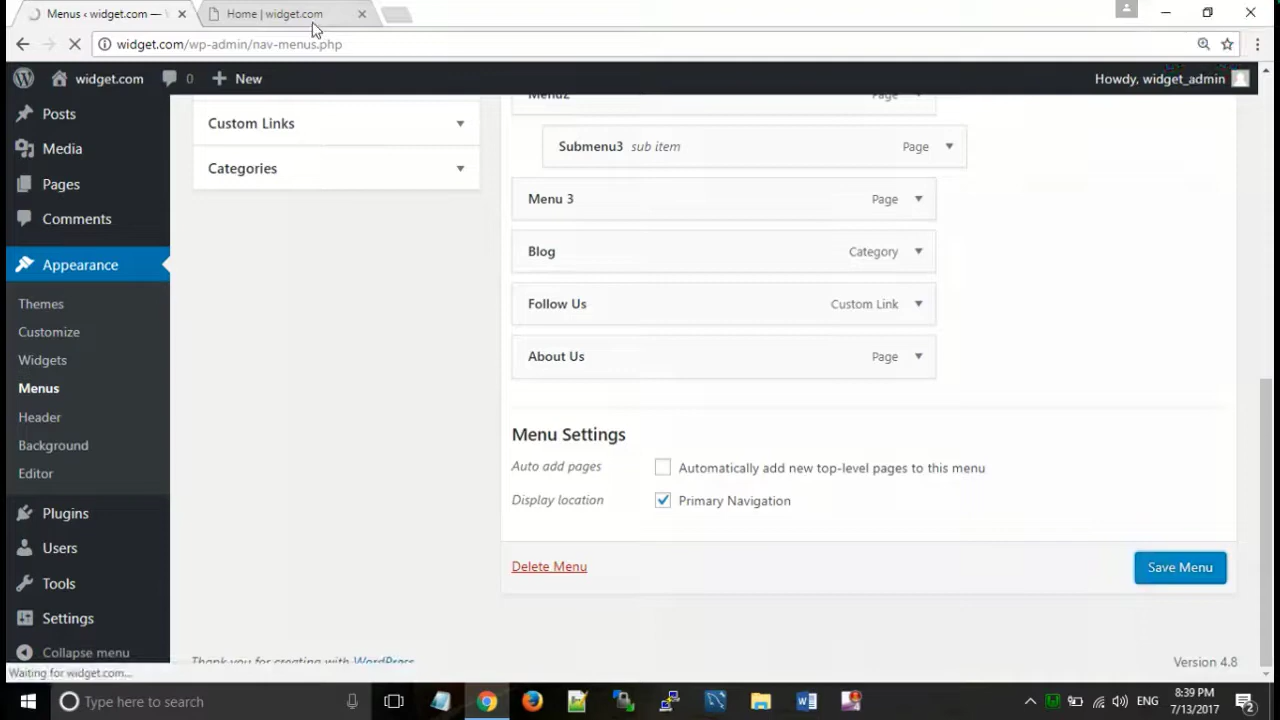 Menus ‹ widget.com —
Home | widget.com
widget.com/wp-admin/nav-menus.php
widget.com
0
New
Howdy, widget_admin
Posts
Media
Pages
Comments
Appearance
Themes
Customize
Widgets
Menus
Header
Background
Editor
Plugins
Users
Tools
Settings
Collapse menu
Custom Links
Categories
Menu2 Page
Submenu3 sub item Page
Menu 3 Page
Blog Category
Follow Us Custom Link
About Us Page
Menu Settings
Auto add pages Automatically add new top-level pages to this menu
Display location Primary Navigation
Delete Menu Save Menu
Thank you for creating with WordPress
Version 4.8
Waiting for widget.com...
Type here to search
ENG
8:39 PM
7/13/2017
2